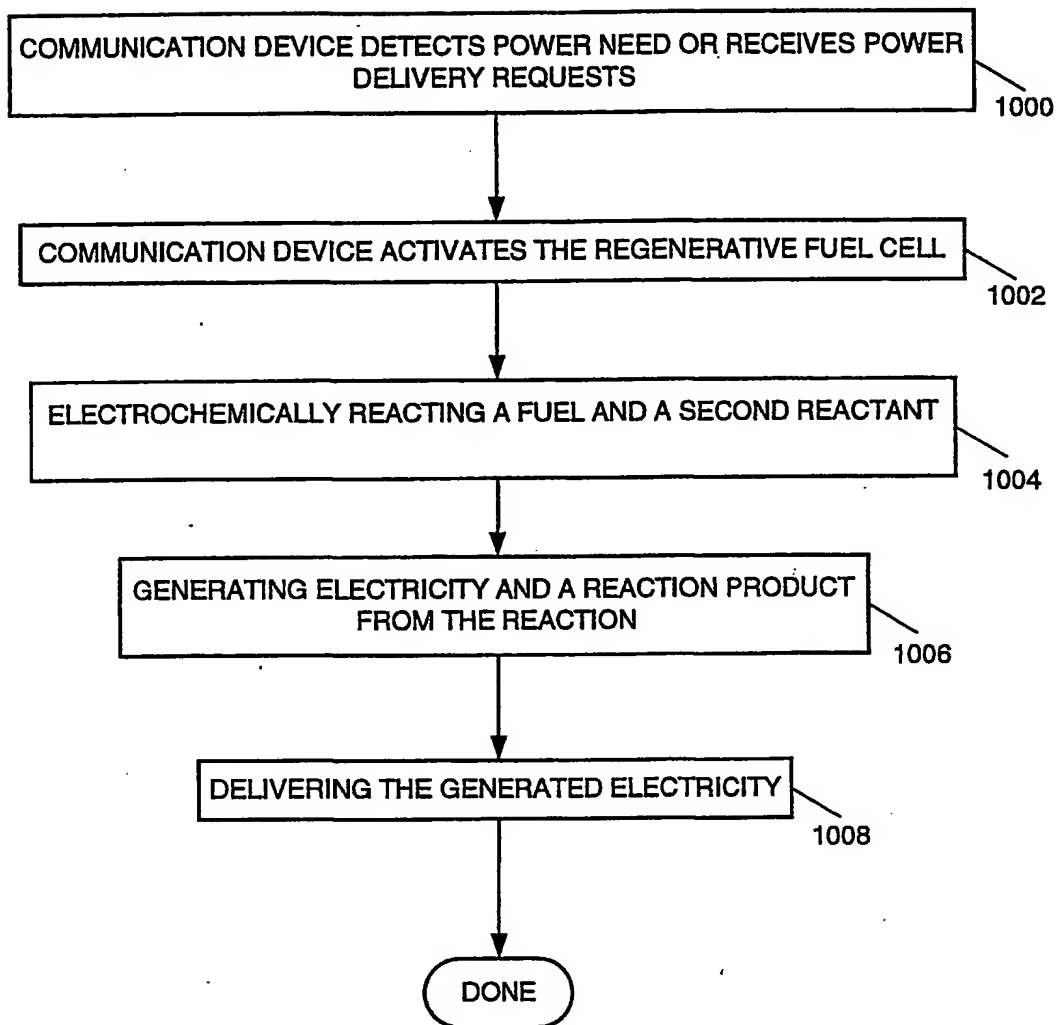 COMMUNICATION DEVICE DETECTS POWER NEED OR RECEIVES POWER
DELIVERY REQUESTS
1000
COMMUNICATION DEVICE ACTIVATES THE REGENERATIVE FUEL CELL
1002
ELECTROCHEMICALLY REACTING A FUEL AND A SECOND REACTANT
1004
GENERATING ELECTRICITY AND A REACTION PRODUCT
FROM THE REACTION
1006
DELIVERING THE GENERATED ELECTRICITY
1008
DONE